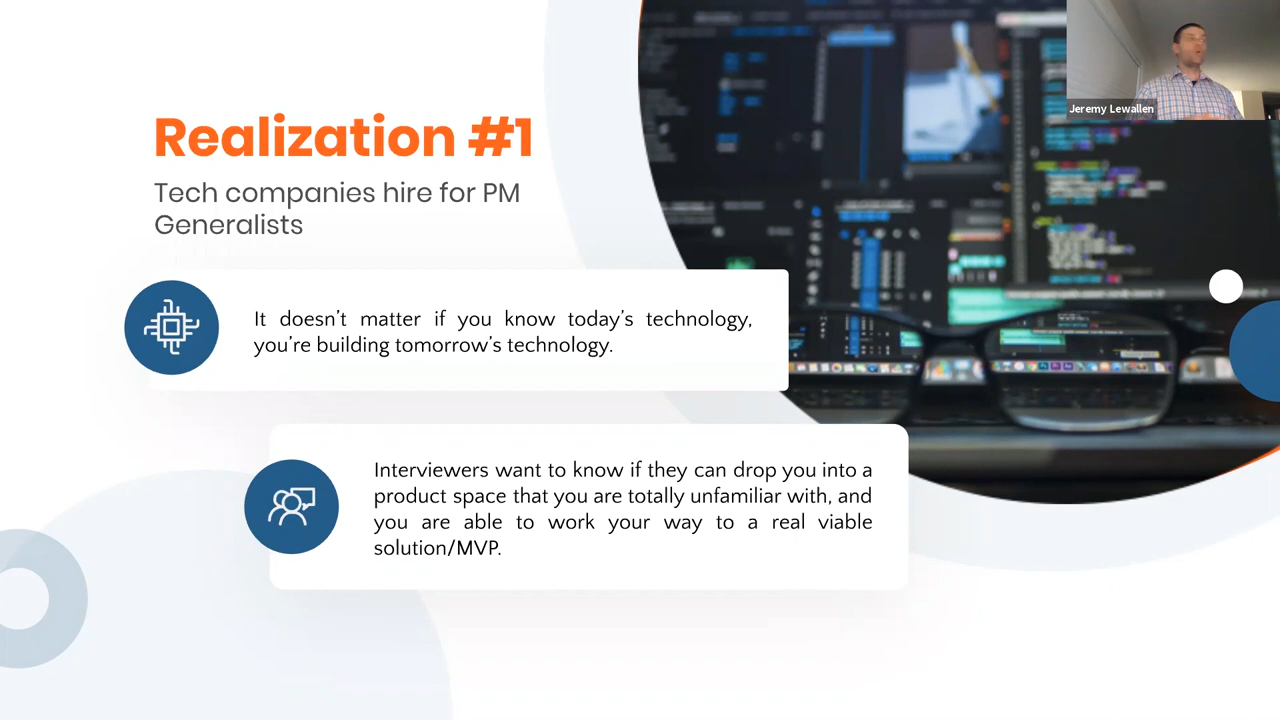 Realization #1
Tech companies hire for PM
Generalists
It doesn't matter if you know today's technology,
you're building tomorrow's technology.
Interviewers want to know if they can drop you into a
product space that you are totally unfamiliar with, and
you are able to work your way to a real viable
solution/MVP.
Jeremy Lewallen